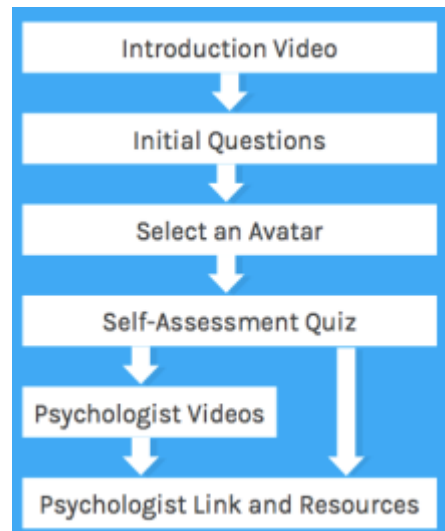 Introduction Video
Initial Questions
Select an Avatar
Self-Assessment Quiz
Psychologist Videos
Psychologist Link and Resources